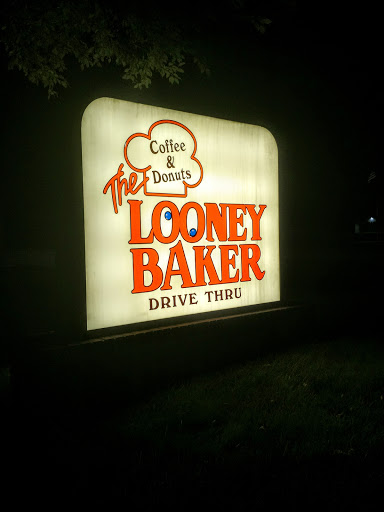 Coffee
&
Donuts
The
LOONEY
BAKER
DRIVE THRU